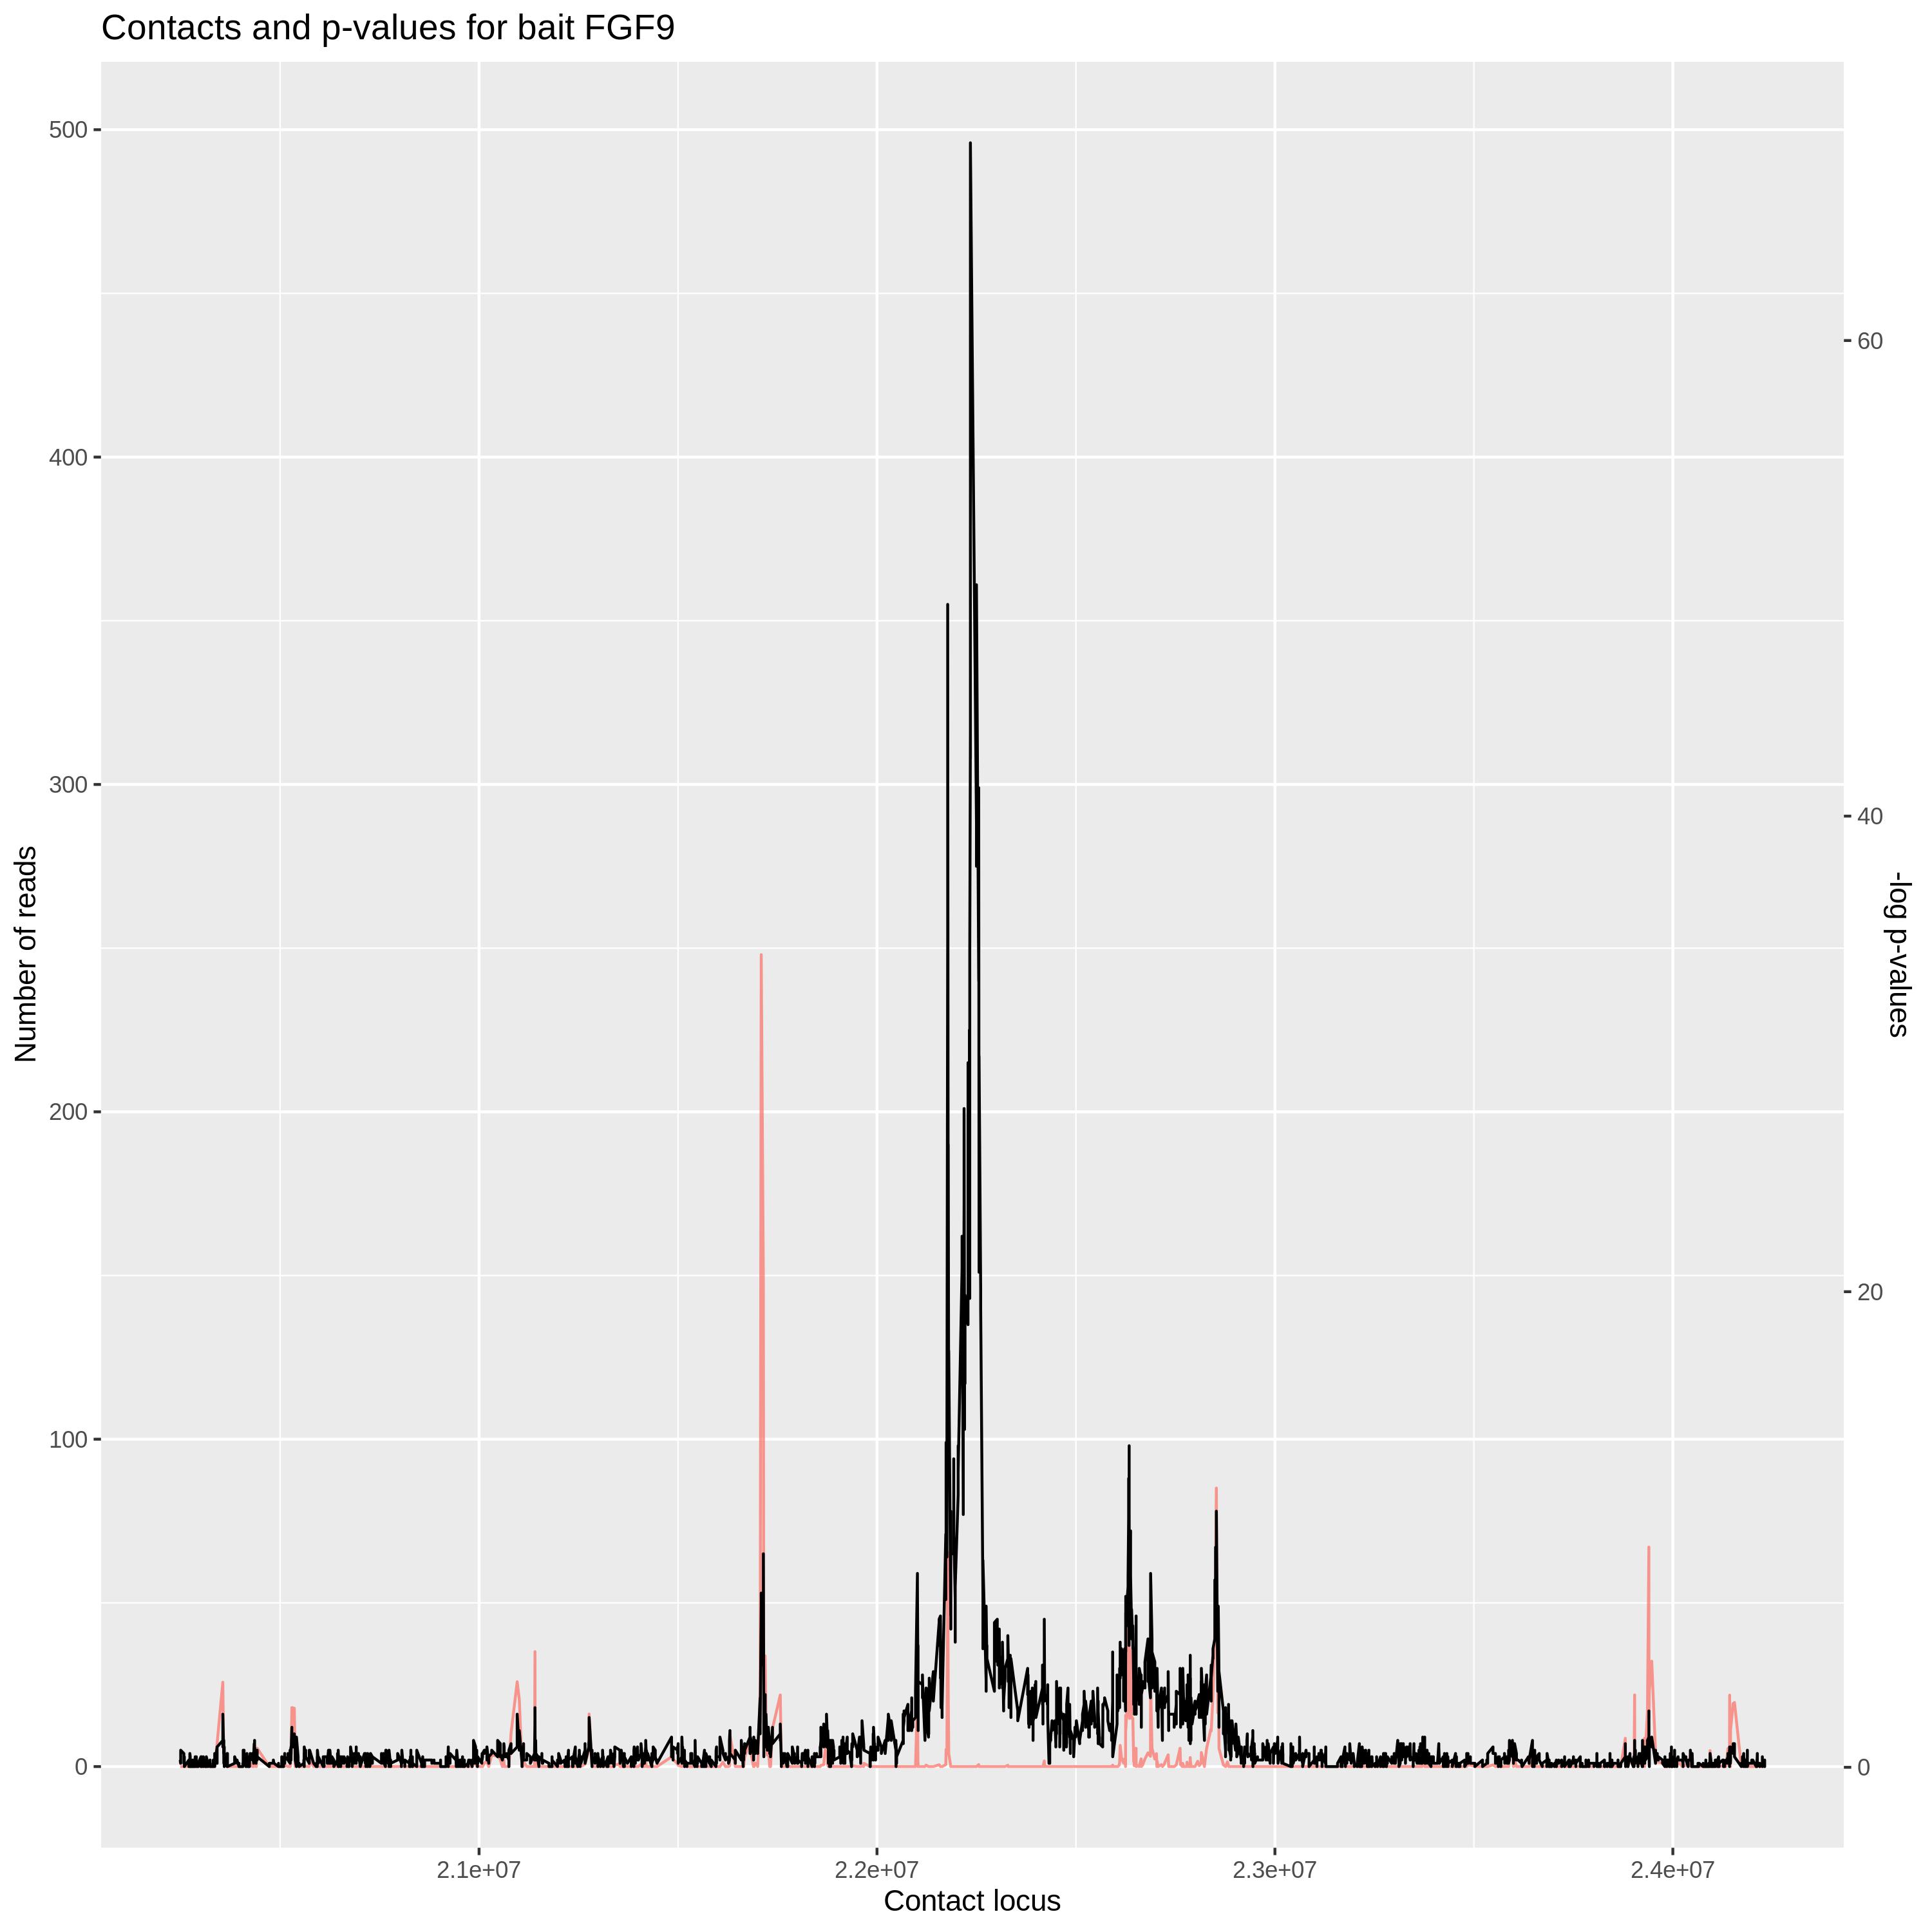 Contacts and p-values for bait FGF9
500
400
300
200
100
0
Number of reads
60
40
20
0
-log p-values
2.1e+07
2.2e+07
2.3e+07
2.4e+07
Contact locus